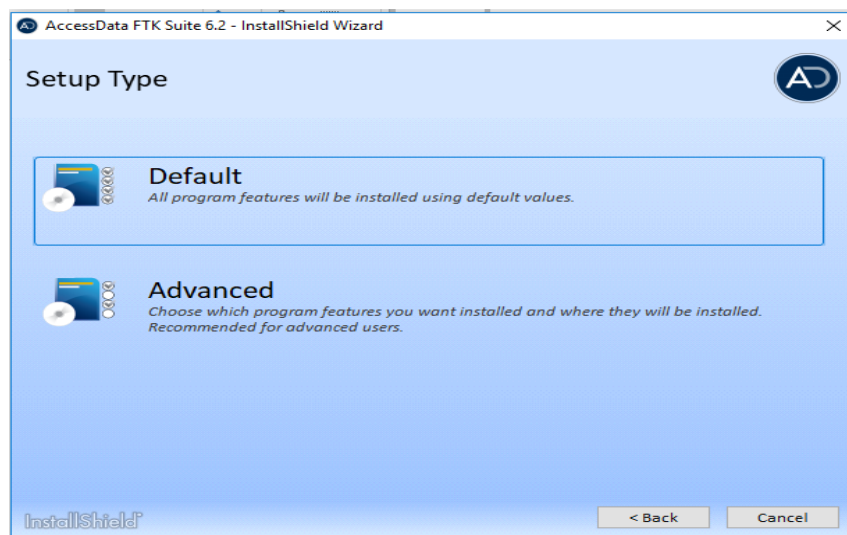 AccessData FTK Suite 6.2 - InstallShield Wizard
Setup Type
AD
Default
All program features will be installed using default values.
Advanced
Choose which program features you want installed and where they will be installed.
Recommended for advanced users.
InstallShield
< Back
Cancel